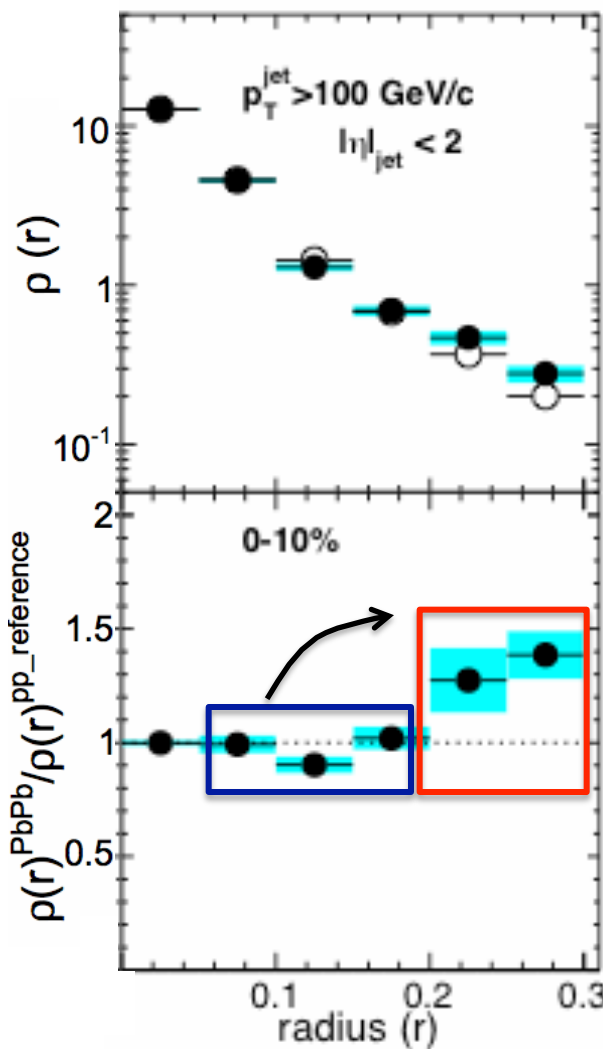 p_T^jet >100 GeV/c
|η|_jet < 2
10
1
10^-1
ρ (r)
2
0-10%
1.5
1
0.5
ρ(r)^PbPb/ρ(r)^pp_reference
0.1
0.2
0.3
radius (r)